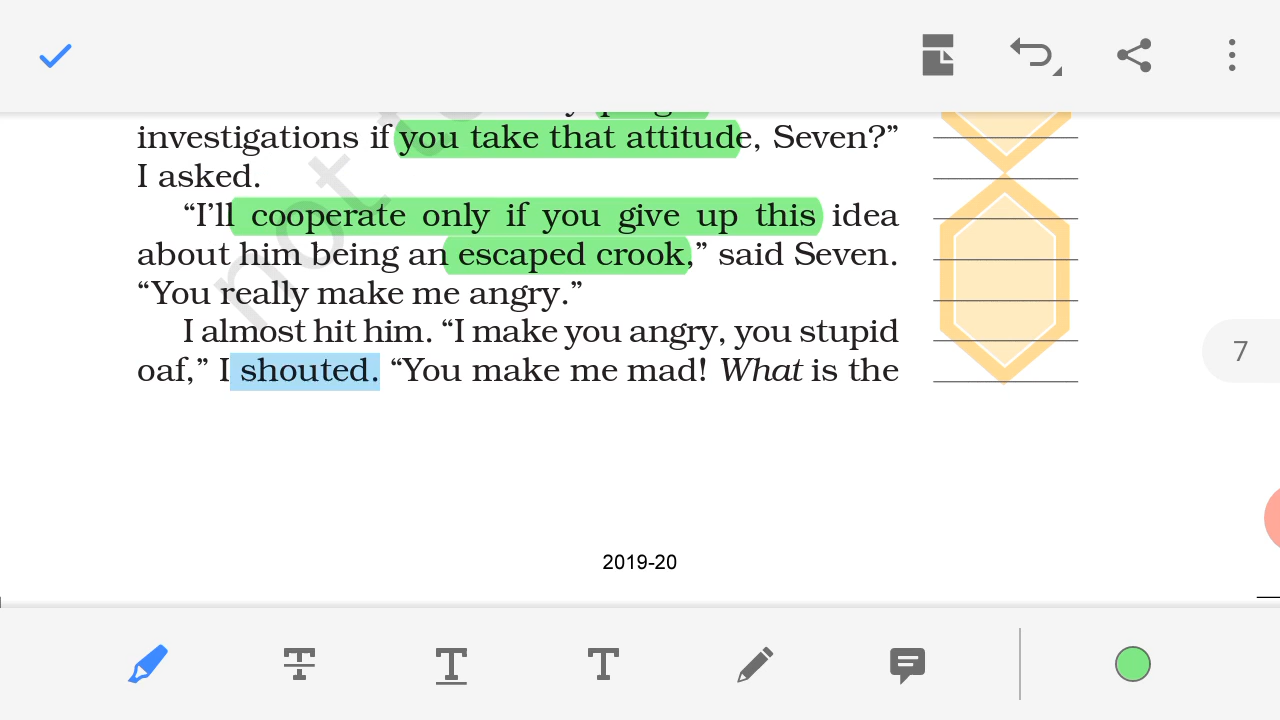 investigations if you take that attitude, Seven?”
I asked.
“I’ll cooperate only if you give up this idea
about him being an escaped crook,” said Seven.
“You really make me angry.”
I almost hit him. “I make you angry, you stupid
oaf,” I shouted. “You make me mad! What is the
7
2019-20